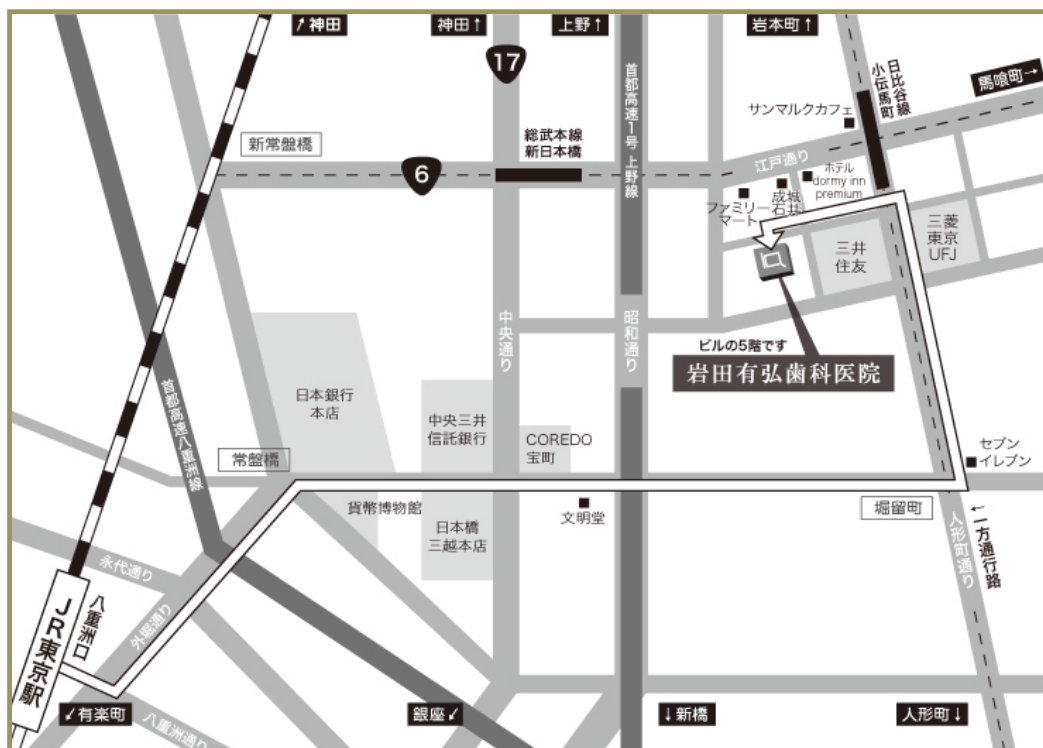 ↗神田
神田↑
上野↑
岩本町↑
17
首都高速1号 上野線
日比谷線
小伝馬町
馬喰町→
サンマルクカフェ
新常盤橋
総武本線
新日本橋
6
江戸通り
ホテル
dormy inn
premium
成城
石井
ファミリー
マート
三井
住友
三菱
東京
UFJ
中央通り
昭和通り
ビルの5階です
岩田有弘歯科医院
首都高速八重洲線
日本銀行
本店
中央三井
信託銀行
COREDO
宝町
常盤橋
セブン
イレブン
貨幣博物館
文明堂
堀留町
日本橋
三越本店
←一方通行路
人形町通り
永代通り
外堀通り
八重洲口
JR東京駅
↙有楽町
八重洲通り
銀座↙
↓新橋
人形町↓